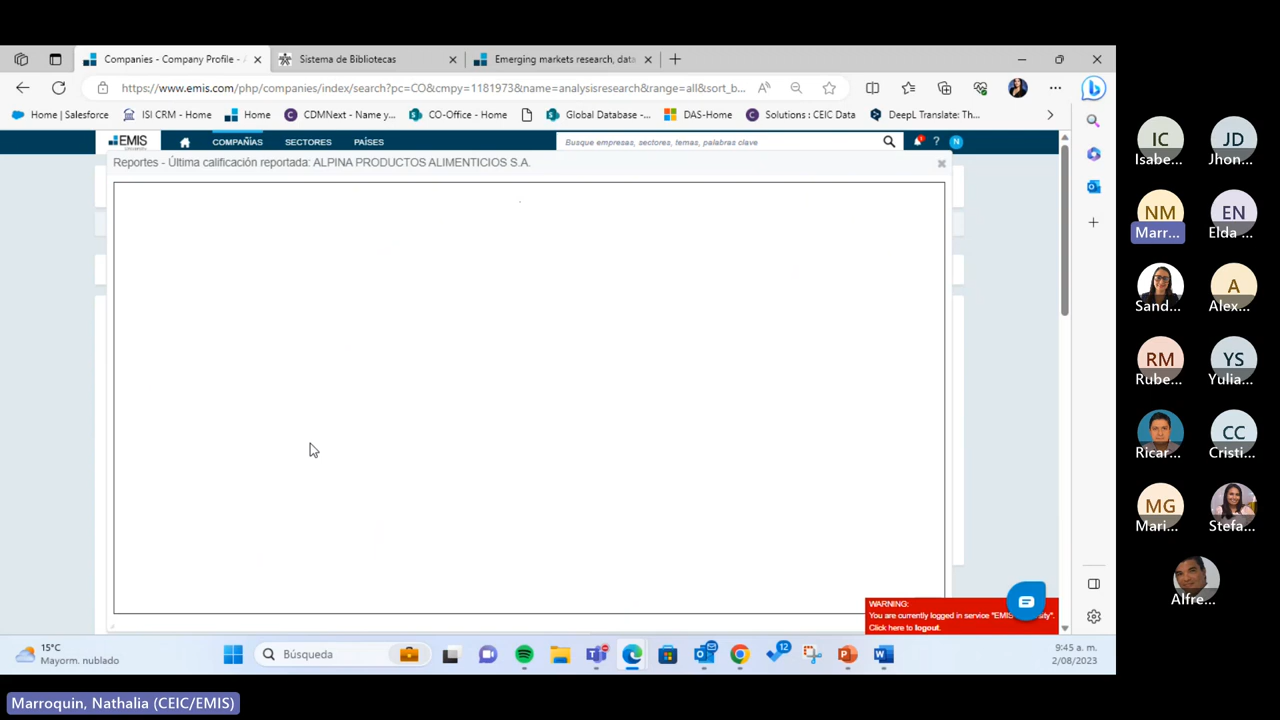 Companies - Company Profile - A
Sistema de Bibliotecas
Emerging markets research, data
https://www.emis.com/php/companies/index/search?pc=CO&cmpy=1181973&name=analysisresearch&range=all&sort_b...
Home | Salesforce
ISI CRM - Home
Home
CDMNext - Name y...
CO-Office - Home
Global Database -...
DAS-Home
Solutions : CEIC Data
DeepL Translate: Th...
EMIS
COMPAÑÍAS
SECTORES
PAÍSES
Busque empresas, sectores, temas, palabras clave
?
N
Reportes - Última calificación reportada: ALPINA PRODUCTOS ALIMENTICIOS S.A.
WARNING:
You are currently logged in service "EMIS
Click here to logout.
15°C
Mayorm. nublado
Búsqueda
12
9:45 a. m.
2/08/2023
IC
Isabe...
JD
Jhon...
NM
Marr...
EN
Elda ...
Sand...
A
Alex...
RM
Rube...
YS
Yulia...
Ricar...
CC
Cristi...
MG
Mari...
Stefa...
Alfre...
Marroquin, Nathalia (CEIC/EMIS)